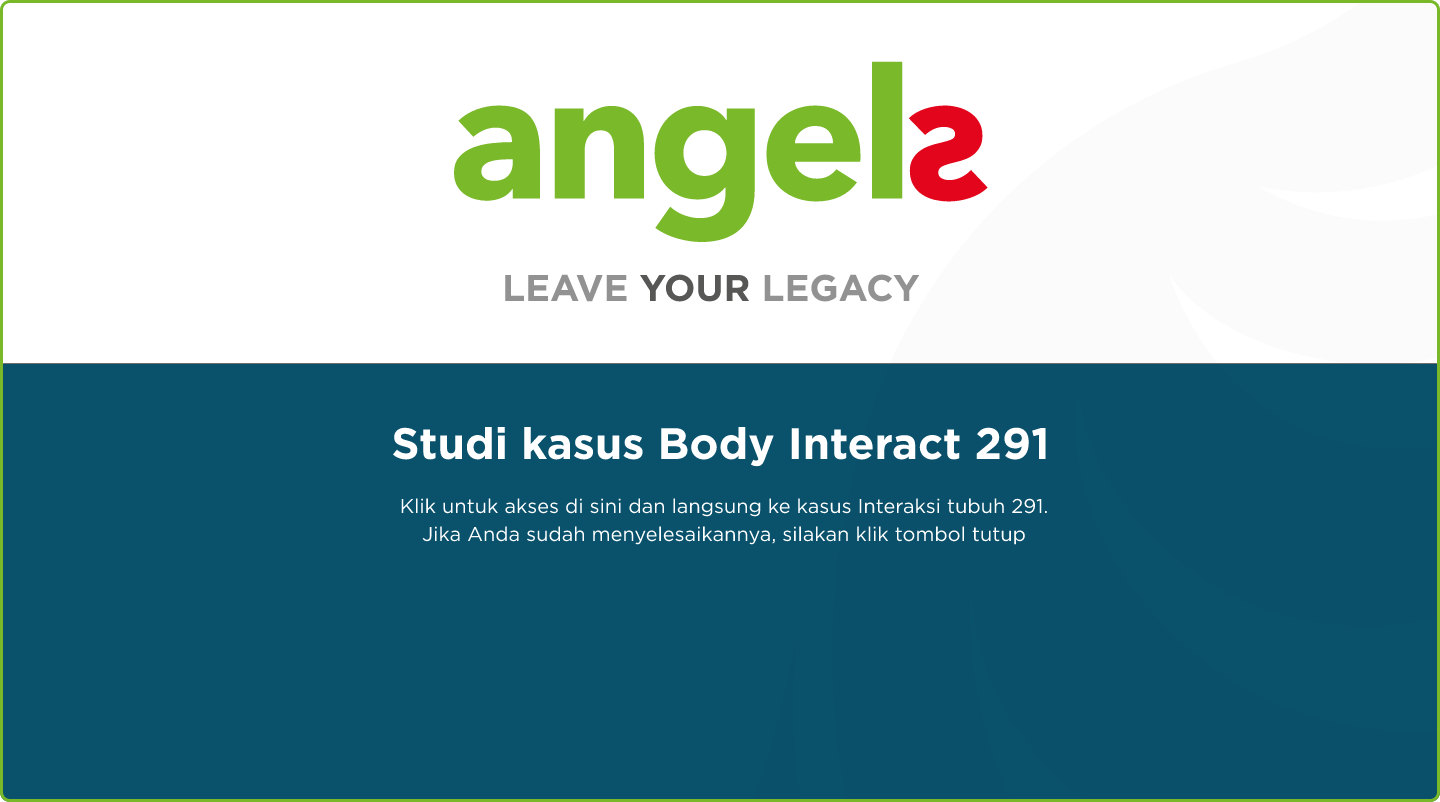 angels
LEAVE YOUR LEGACY
Studi kasus Body Interact 291
Klik untuk akses di sini dan langsung ke kasus Interaksi tubuh 291.
Jika Anda sudah menyelesaikannya, silakan klik tombol tutup